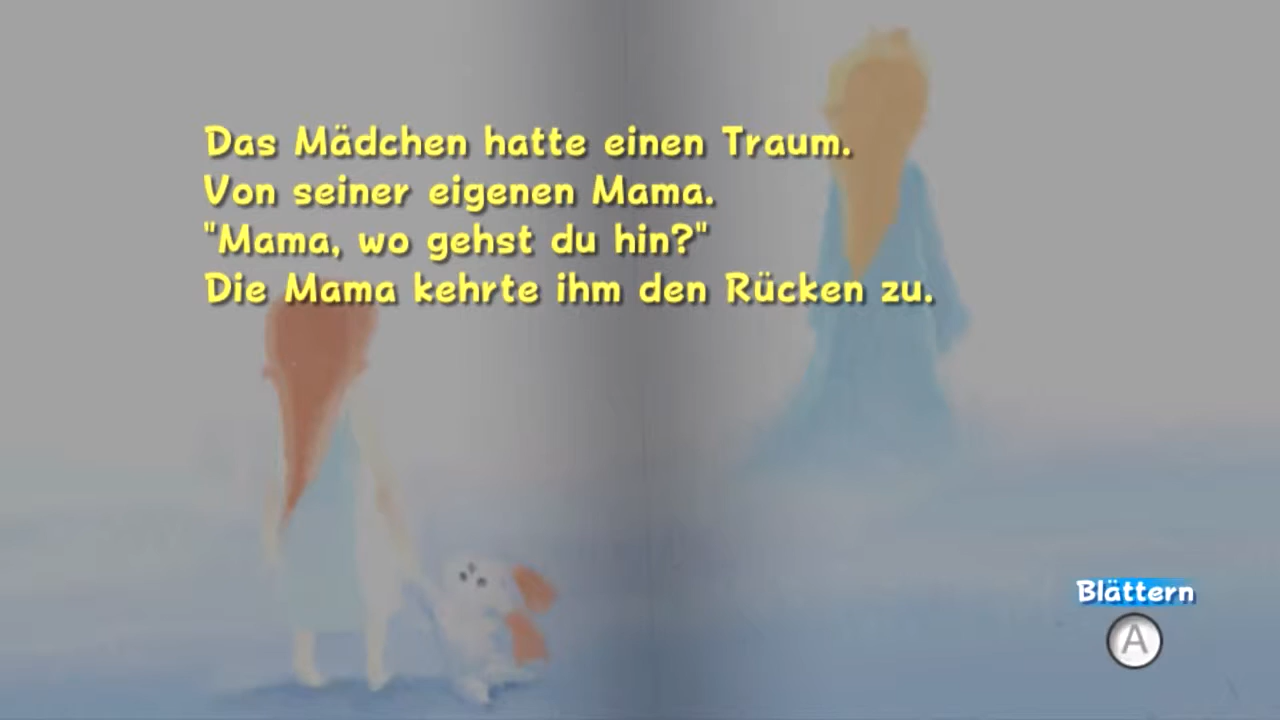 Das Mädchen hatte einen Traum.
Von seiner eigenen Mama.
"Mama, wo gehst du hin?"
Die Mama kehrte ihm den Rücken zu.
Blättern
A